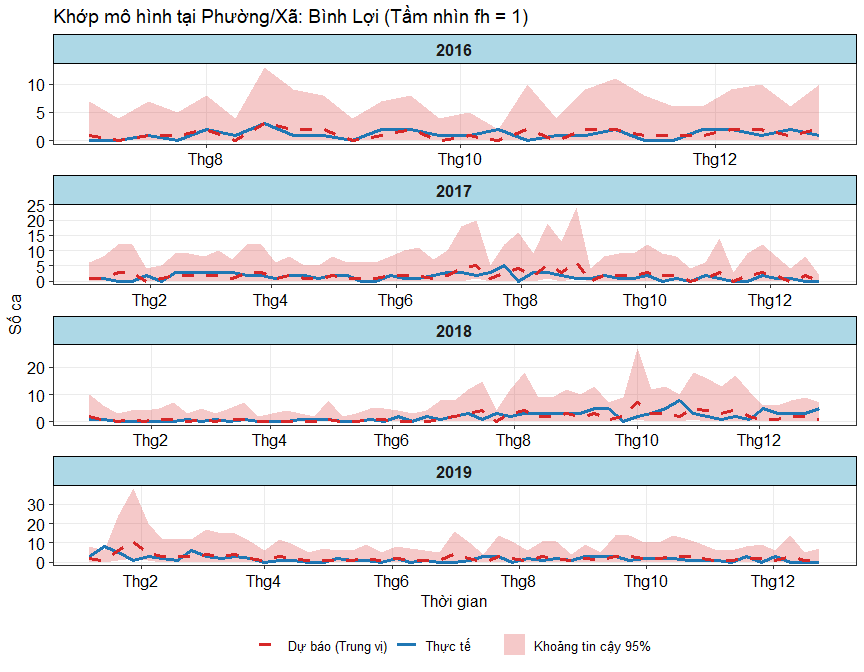 Khớp mô hình tại Phường/Xã: Bình Lợi (Tầm nhìn fh = 1)
2016
10
5
0
Thg8 Thg10 Thg12
2017
25
20
15
10
5
0
Thg2 Thg4 Thg6 Thg8 Thg10 Thg12
Số ca
2018
20
10
0
Thg2 Thg4 Thg6 Thg8 Thg10 Thg12
2019
30
20
10
0
Thg2 Thg4 Thg6 Thg8 Thg10 Thg12
Thời gian
Dự báo (Trung vị) Thực tế Khoảng tin cậy 95%